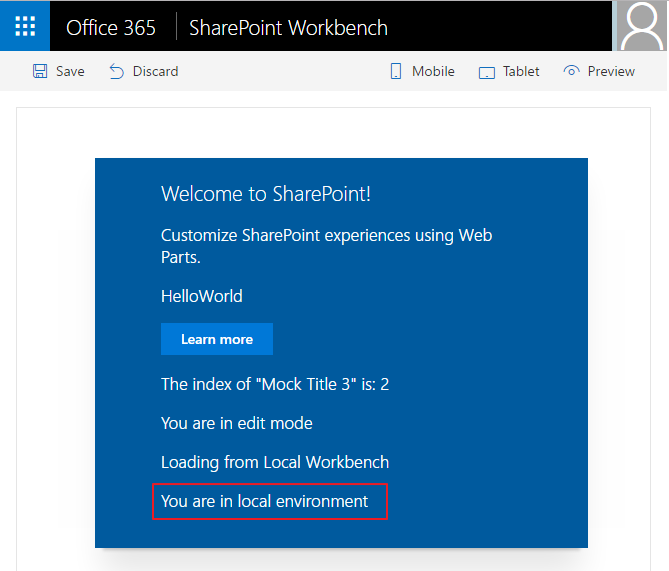 Office 365 SharePoint Workbench
Save Discard Mobile Tablet Preview
Welcome to SharePoint!
Customize SharePoint experiences using Web
Parts.
HelloWorld
Learn more
The index of "Mock Title 3" is: 2
You are in edit mode
Loading from Local Workbench
You are in local environment